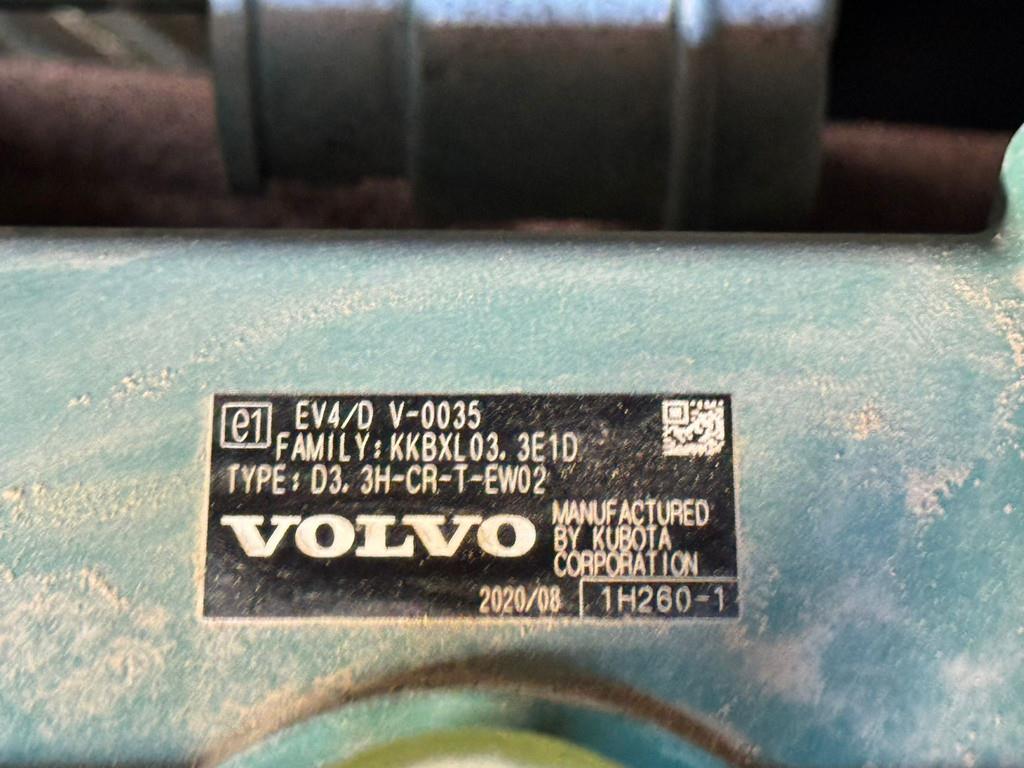 e1 EV4/D V-0035
FAMILY: KKBXL03. 3E1D
TYPE: D3. 3H-CR-T-EW02
VOLVO
MANUFACTURED
BY KUBOTA
CORPORATION
2020/08 1H260-1